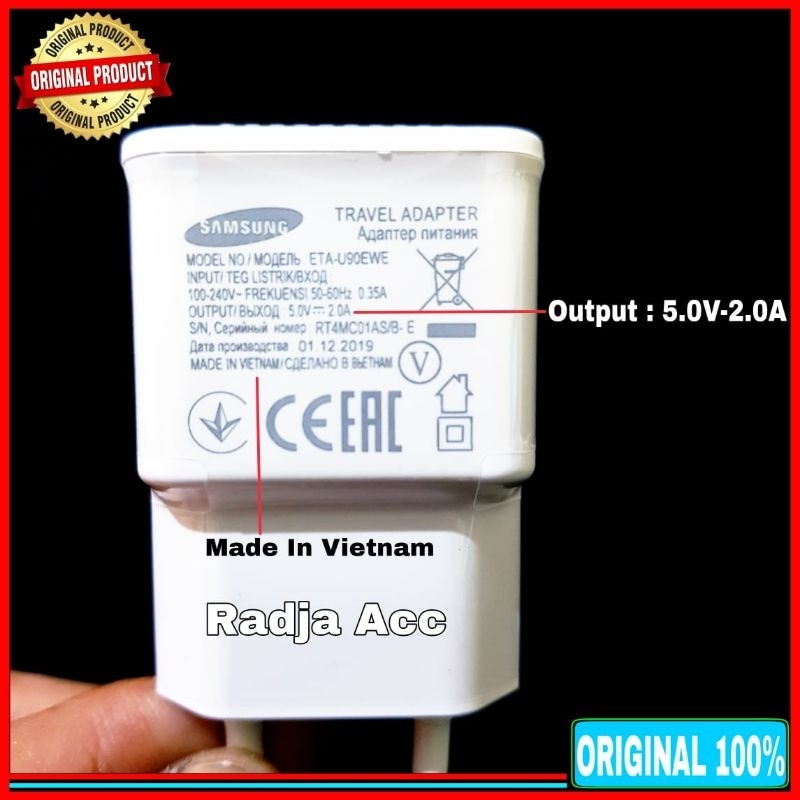 ORIGINAL PRODUCT
ORIGINAL PRODUCT
ORIGINAL PRODUCT
SAMSUNG
TRAVEL ADAPTER
Адаптер питания
MODEL NO/ МОДЕЛЬ ETA-U90EWE
INPUT/ TEG LISTRIK/ВХОД:
100-240V~ FREKUENSI 50-60Hz 0.35A
OUTPUT/ ВЫХОД: 5.0V⎓2.0A
Output : 5.0V-2.0A
S/N, Серийный номер RT4MC01AS/B- E
Дата производства 01.12.2019
MADE IN VIETNAM/СДЕЛАНО В ВЬЕТНАМ
V
CE EAC
Made In Vietnam
Radja Acc
ORIGINAL 100%